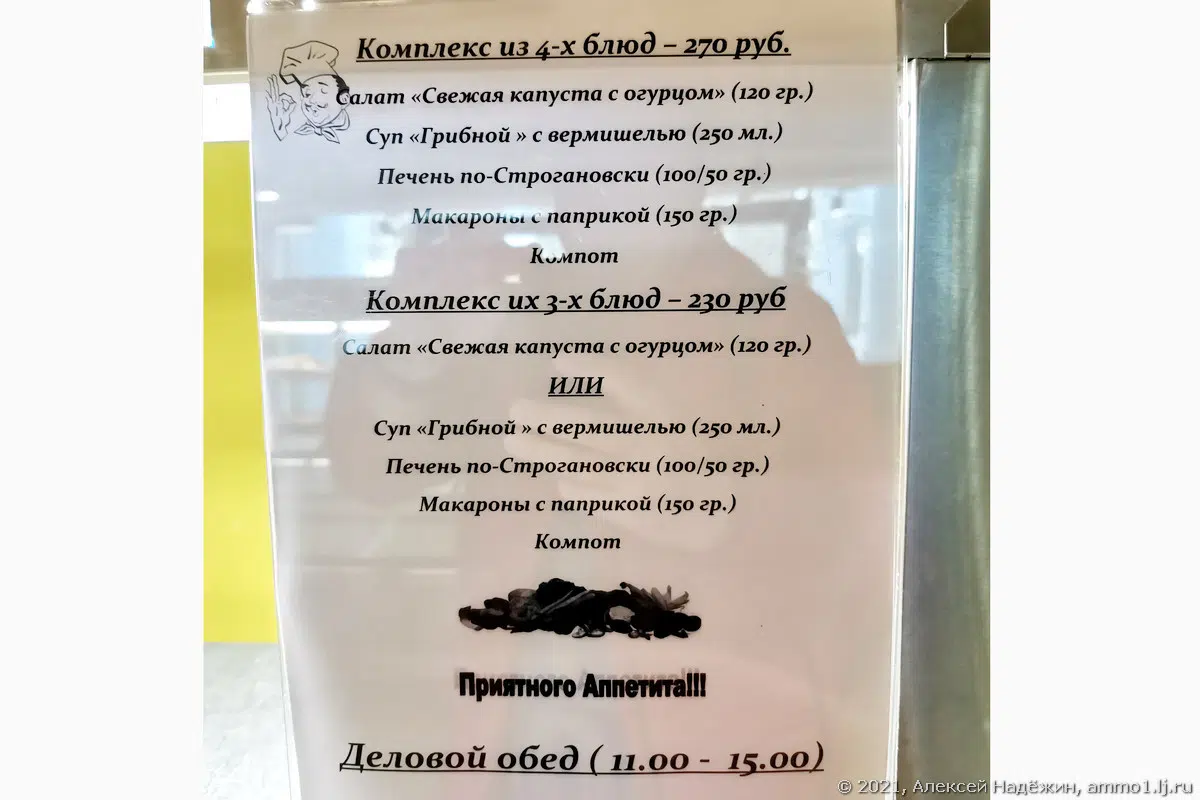 Комплекс из 4-х блюд – 270 руб.
Салат «Свежая капуста с огурцом» (120 гр.)
Суп «Грибной » с вермишелью (250 мл.)
Печень по-Строгановски (100/50 гр.)
Макароны с паприкой (150 гр.)
Компот
Комплекс их 3-х блюд – 230 руб
Салат «Свежая капуста с огурцом» (120 гр.)
ИЛИ
Суп «Грибной » с вермишелью (250 мл.)
Печень по-Строгановски (100/50 гр.)
Макароны с паприкой (150 гр.)
Компот
Приятного Аппетита!!!
Деловой обед ( 11.00 - 15.00)
© 2021, Алексей Надёжин, ammo1.lj.ru